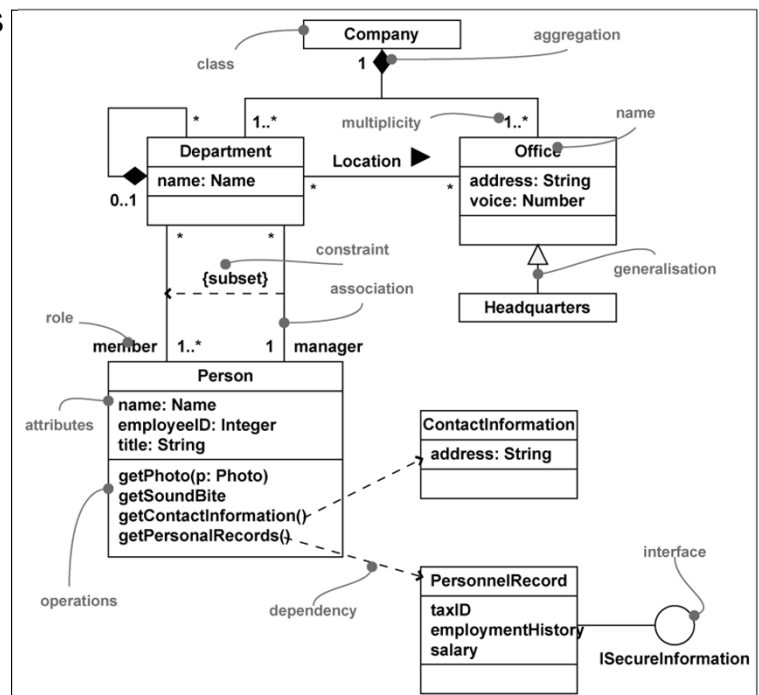 s
Company
class
1
aggregation
*
1..*
multiplicity
1..*
name
Department
name: Name
Location
Office
address: String
voice: Number
0..1
*
*
*
*
constraint
{subset}
association
generalisation
Headquarters
role
member
1..*
1
manager
Person
attributes
name: Name
employeeID: Integer
title: String
getPhoto(p: Photo)
getSoundBite
getContactInformation()
getPersonalRecords()
operations
dependency
ContactInformation
address: String
PersonnelRecord
taxID
employmentHistory
salary
interface
ISecureInformation